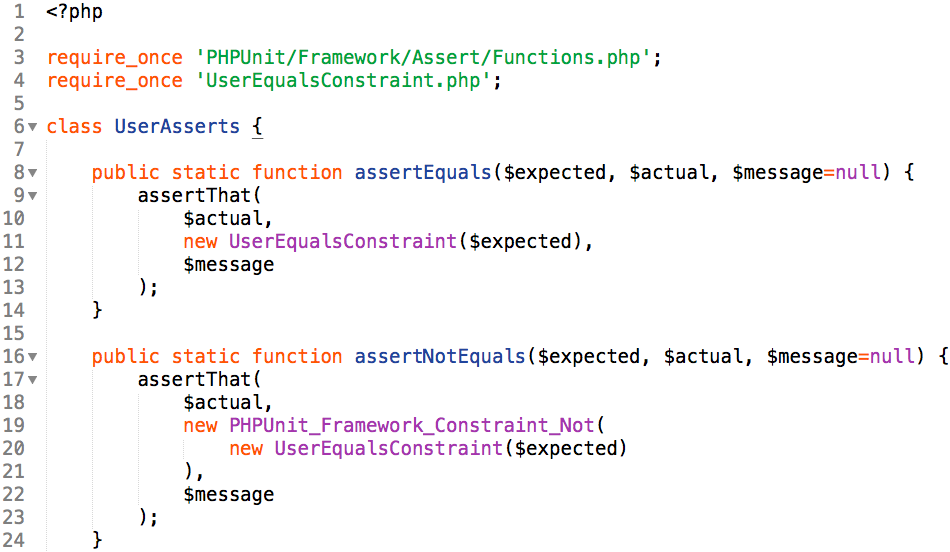 1 <?php
2
3 require_once 'PHPUnit/Framework/Assert/Functions.php';
4 require_once 'UserEqualsConstraint.php';
5
6 class UserAsserts {
7
8     public static function assertEquals($expected, $actual, $message=null) {
9         assertThat(
10             $actual,
11             new UserEqualsConstraint($expected),
12             $message
13         );
14     }
15
16     public static function assertNotEquals($expected, $actual, $message=null) {
17         assertThat(
18             $actual,
19             new PHPUnit_Framework_Constraint_Not(
20                 new UserEqualsConstraint($expected)
21             ),
22             $message
23         );
24     }